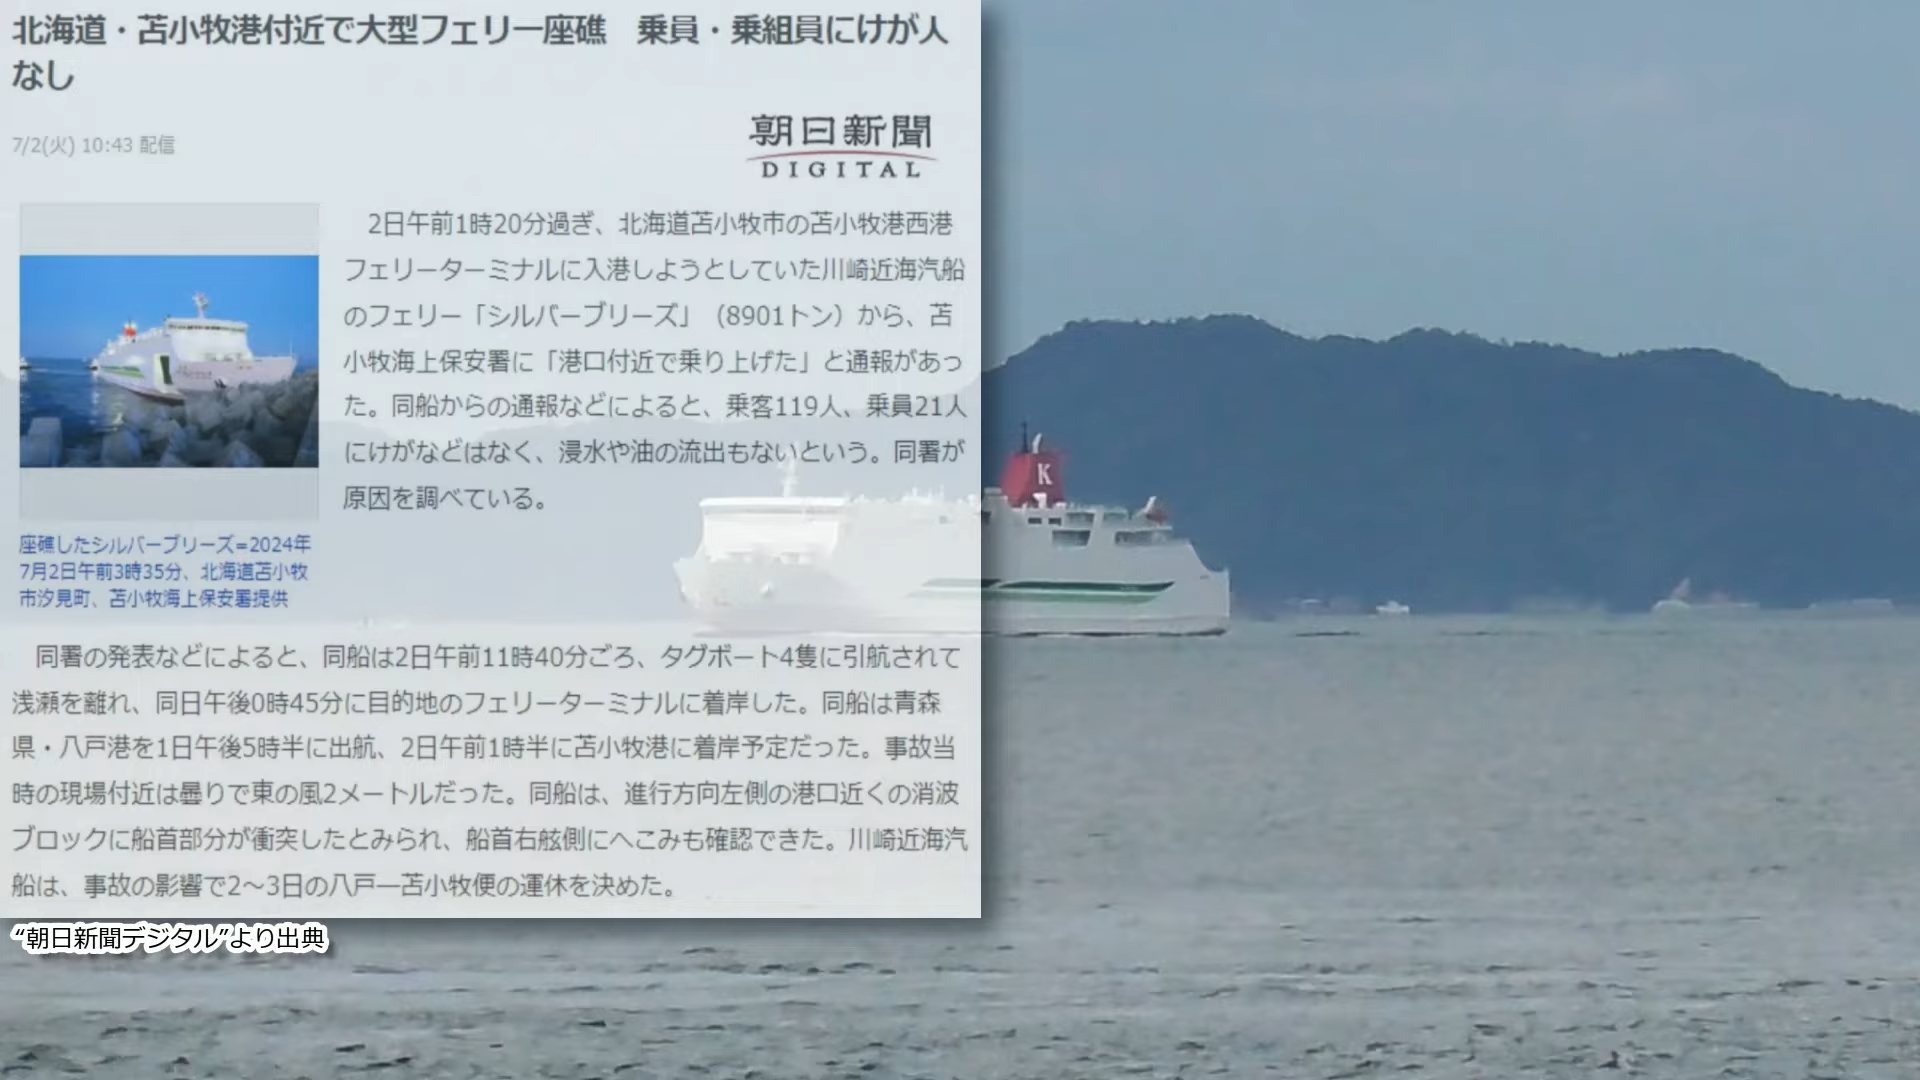 北海道・苫小牧港付近で大型フェリー座礁　乗員・乗組員にけが人
なし
7/2(火) 10:43 配信
朝日新聞
DIGITAL
2日午前1時20分過ぎ、北海道苫小牧市の苫小牧港西港
フェリーターミナルに入港しようとしていた川崎近海汽船
のフェリー「シルバーブリーズ」（8901トン）から、苫
小牧海上保安署に「港口付近で乗り上げた」と通報があっ
た。同船からの通報などによると、乗客119人、乗員21人
にけがなどはなく、浸水や油の流出もないという。同署が
原因を調べている。
座礁したシルバーブリーズ=2024年
7月2日午前3時35分、北海道苫小牧
市汐見町、苫小牧海上保安署提供
同署の発表などによると、同船は2日午前11時40分ごろ、タグボート4隻に引航されて
浅瀬を離れ、同日午後0時45分に目的地のフェリーターミナルに着岸した。同船は青森
県・八戸港を1日午後5時半に出航、2日午前1時半に苫小牧港に着岸予定だった。事故当
時の現場付近は曇りで東の風2メートルだった。同船は、進行方向左側の港口近くの消波
ブロックに船首部分が衝突したとみられ、船首右舷側にへこみも確認できた。川崎近海汽
船は、事故の影響で2～3日の八戸―苫小牧便の運休を決めた。
K
“朝日新聞デジタル”より出典